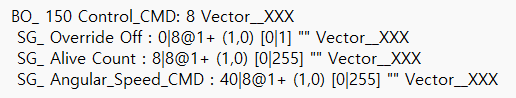 BO_ 150 Control_CMD: 8 Vector__XXX
SG_ Override Off : 0|8@1+ (1,0) [0|1] "" Vector__XXX
SG_ Alive Count : 8|8@1+ (1,0) [0|255] "" Vector__XXX
SG_ Angular_Speed_CMD : 40|8@1+ (1,0) [0|255] "" Vector__XXX